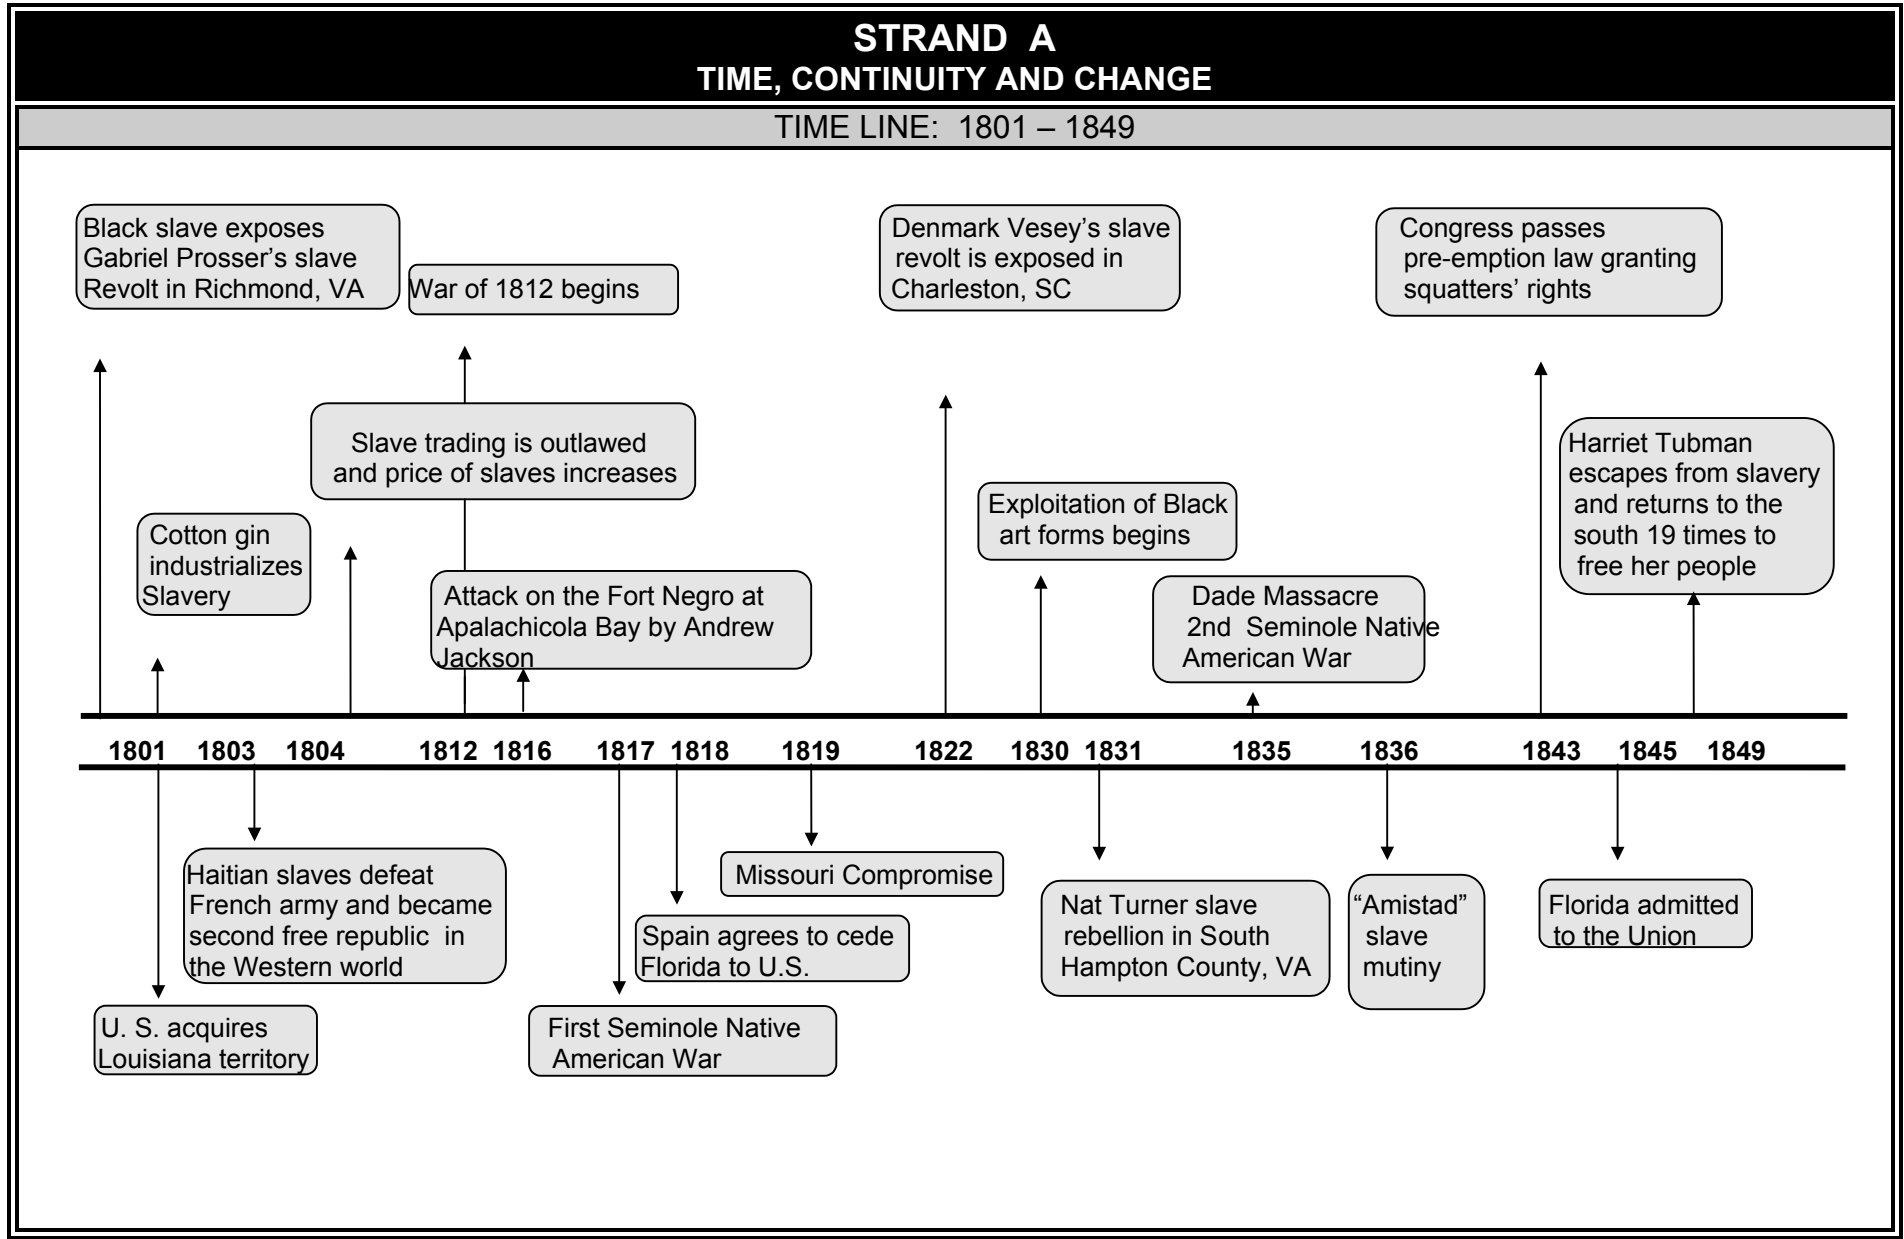 STRAND A
TIME, CONTINUITY AND CHANGE
TIME LINE: 1801 – 1849
Black slave exposes
Gabriel Prosser’s slave
Revolt in Richmond, VA
War of 1812 begins
Denmark Vesey’s slave
revolt is exposed in
Charleston, SC
Congress passes
pre-emption law granting
squatters’ rights
Slave trading is outlawed
and price of slaves increases
Harriet Tubman
escapes from slavery
and returns to the
south 19 times to
free her people
Exploitation of Black
art forms begins
Cotton gin
industrializes
Slavery
Attack on the Fort Negro at
Apalachicola Bay by Andrew
Jackson
Dade Massacre
2nd Seminole Native
American War
1801 1803 1804 1812 1816 1817 1818 1819 1822 1830 1831 1835 1836 1843 1845 1849
Haitian slaves defeat
French army and became
second free republic in
the Western world
Missouri Compromise
Nat Turner slave
rebellion in South
Hampton County, VA
“Amistad”
slave
mutiny
Florida admitted
to the Union
Spain agrees to cede
Florida to U.S.
U. S. acquires
Louisiana territory
First Seminole Native
American War